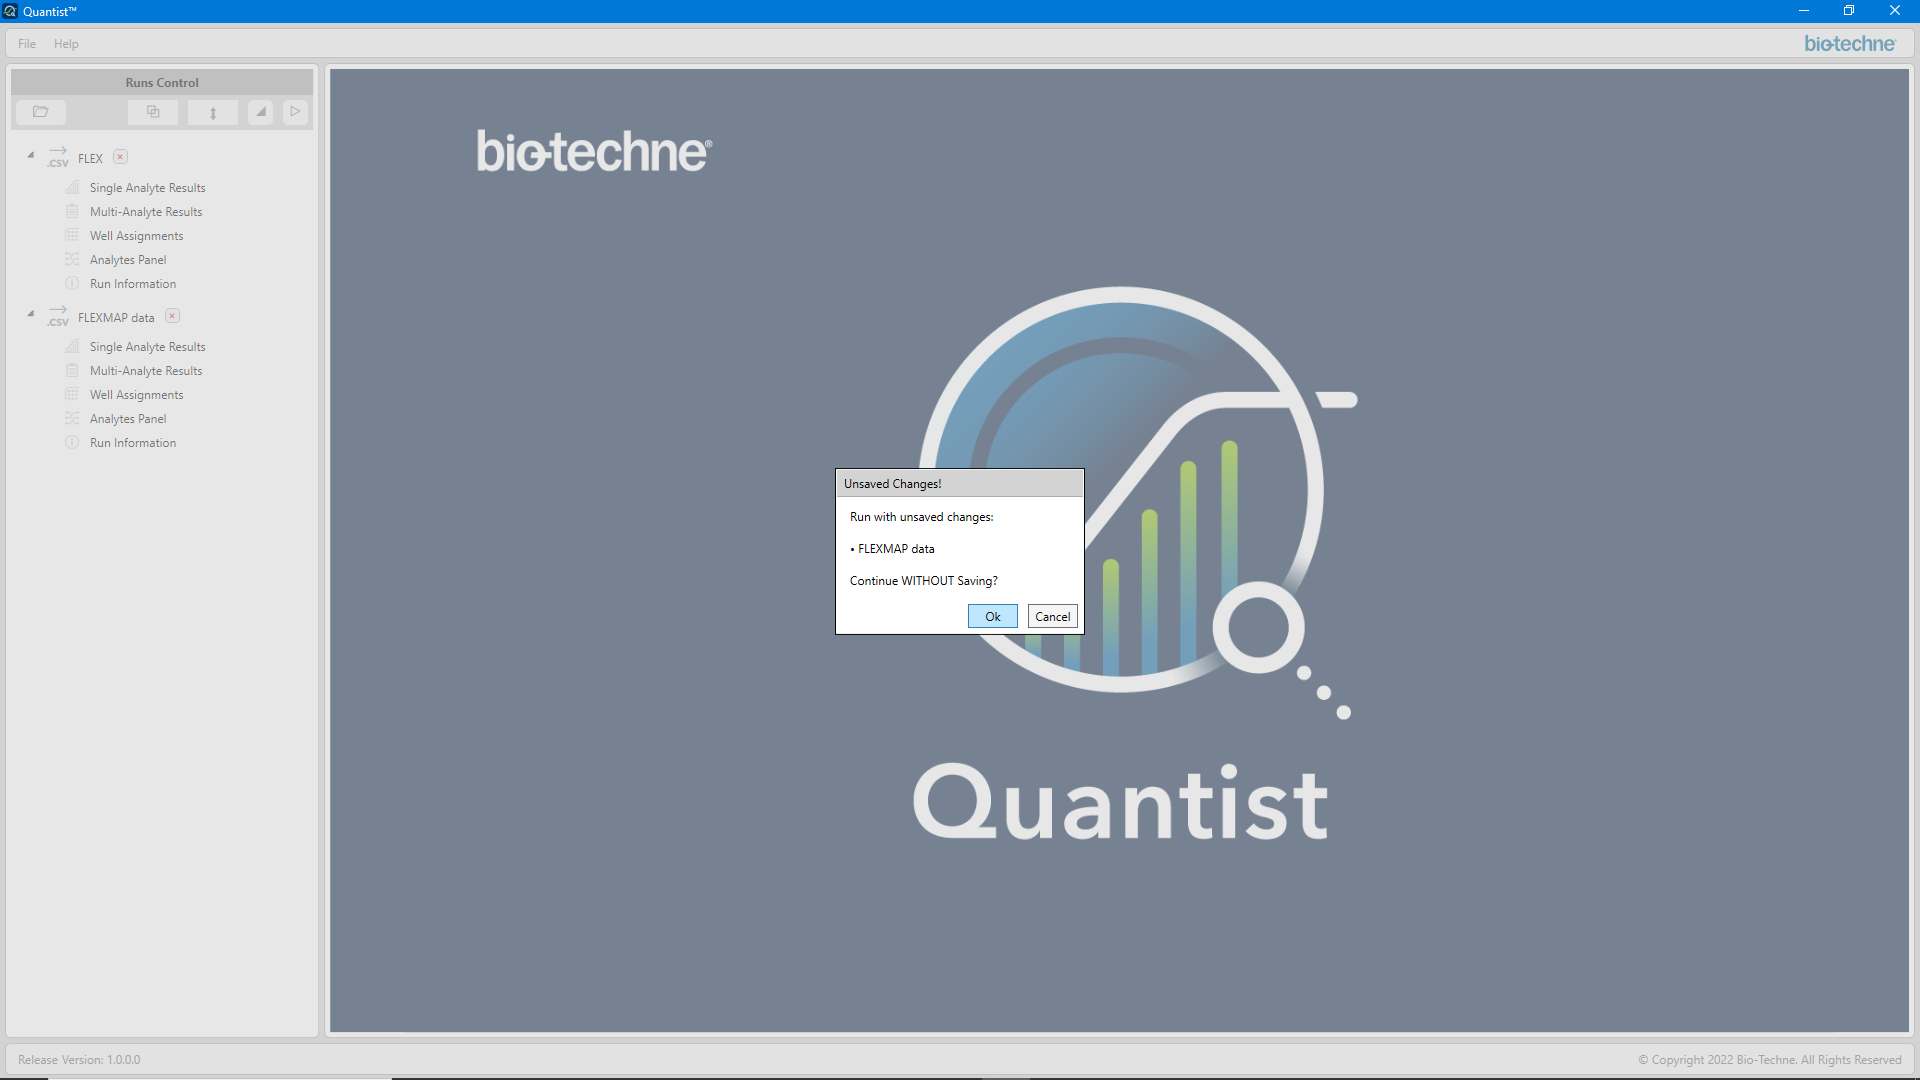 Quantist™
File Help
bio-techne®
Runs Control
.CSV FLEX
Single Analyte Results
Multi-Analyte Results
Well Assignments
Analytes Panel
Run Information
.CSV FLEXMAP data
Single Analyte Results
Multi-Analyte Results
Well Assignments
Analytes Panel
Run Information
bio-techne®
Unsaved Changes!
Run with unsaved changes:
• FLEXMAP data
Continue WITHOUT Saving?
Ok Cancel
Quantist
Release Version: 1.0.0.0
© Copyright 2022 Bio-Techne. All Rights Reserved